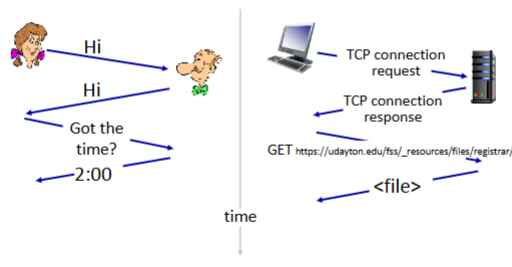 Hi
Hi
Got the
time?
2:00
time
TCP connection
request
TCP connection
response
GET https://udayton.edu/fss/_resources/files/registrar/
<file>